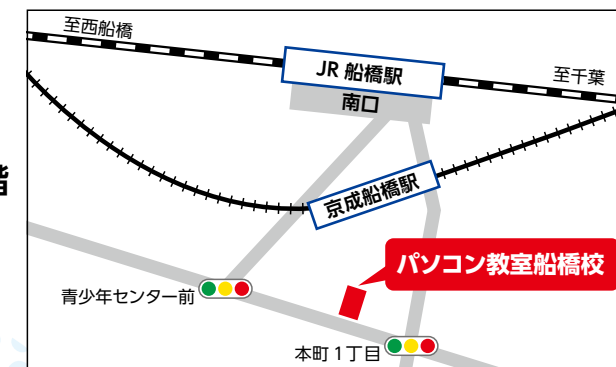 至西船橋
JR 船橋駅
至千葉
南口
階
京成船橋駅
パソコン教室船橋校
青少年センター前
本町1丁目